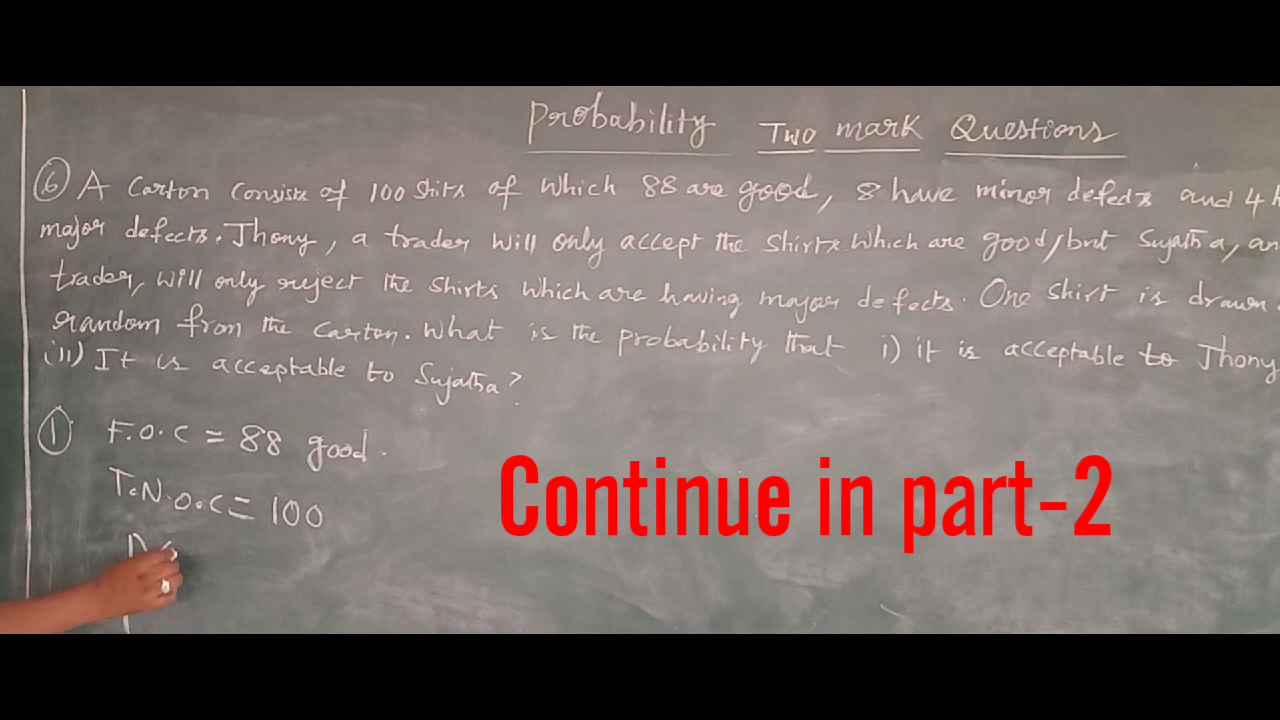 Probability Two mark Questions
⑥ A Carton consists of 100 Shits of which 88 are good, 8 have minor defects and 4
major defects. Jhony, a trader will only accept the Shirts which are good, but Sujatha,
trader, will only reject the shirts which are having major defects. One Shirt is drawn
random from the carton. What is the probability that i) it is acceptable to Jhony
(ii) It is acceptable to Sujatha?
① F.O.C = 88 good.
T.N.O.C = 100
Continue in part-2